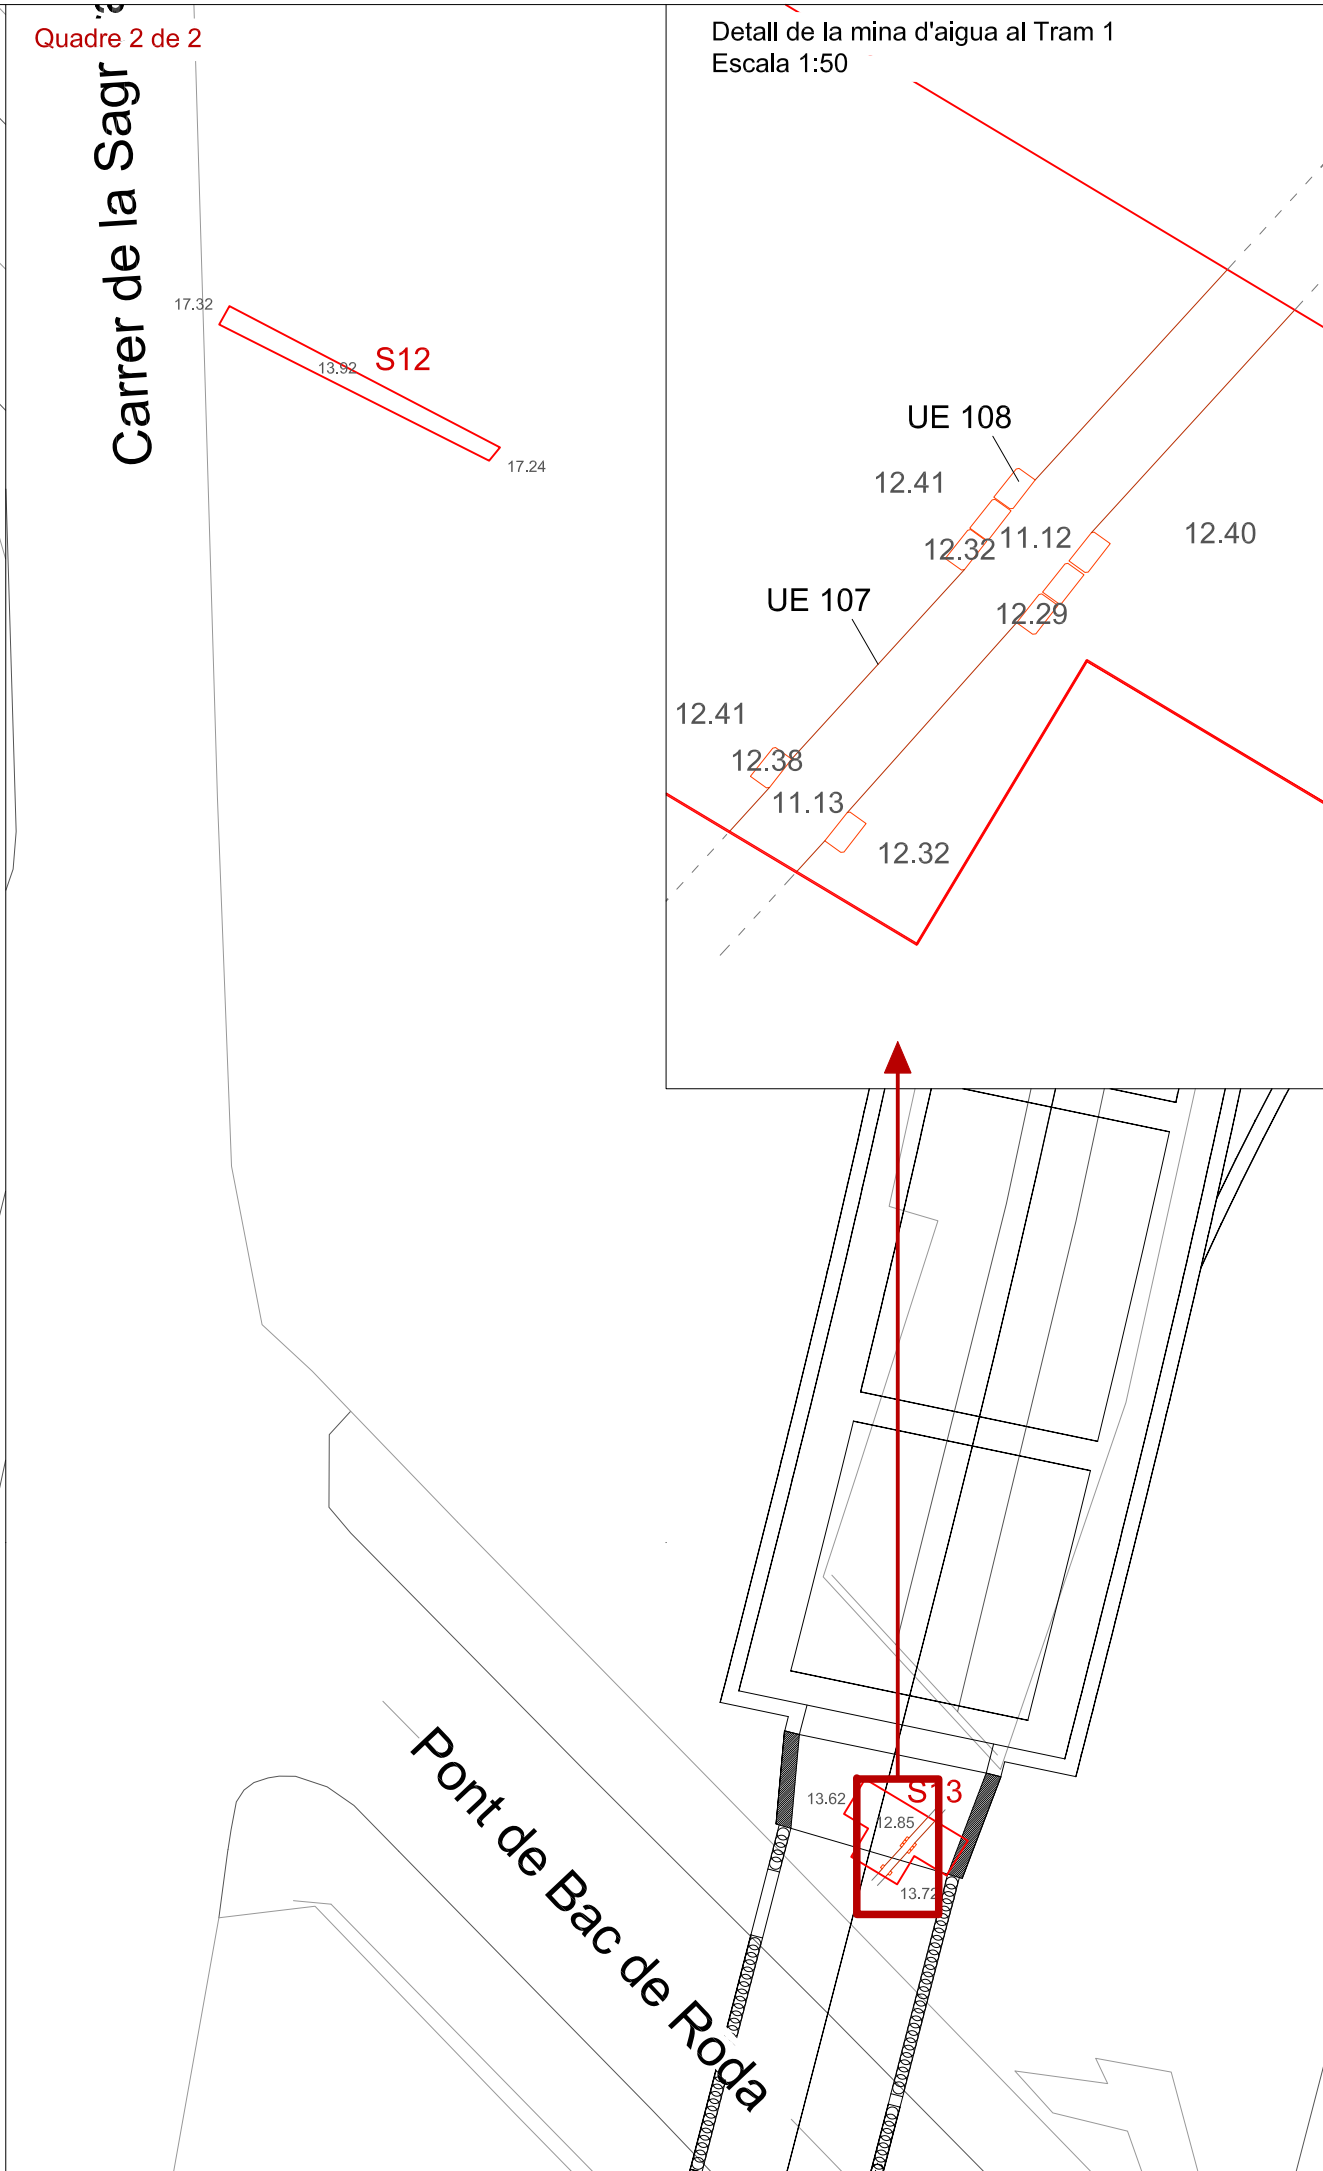 Quadre 2 de 2
Carrer de la Sagr
Detall de la mina d'aigua al Tram 1
Escala 1:50
17.32
13.92
S12
17.24
UE 108
12.41
12.32
11.12
12.40
UE 107
12.29
12.41
12.38
11.13
12.32
S13
13.62
12.85
13.72
Pont de Bac de Roda